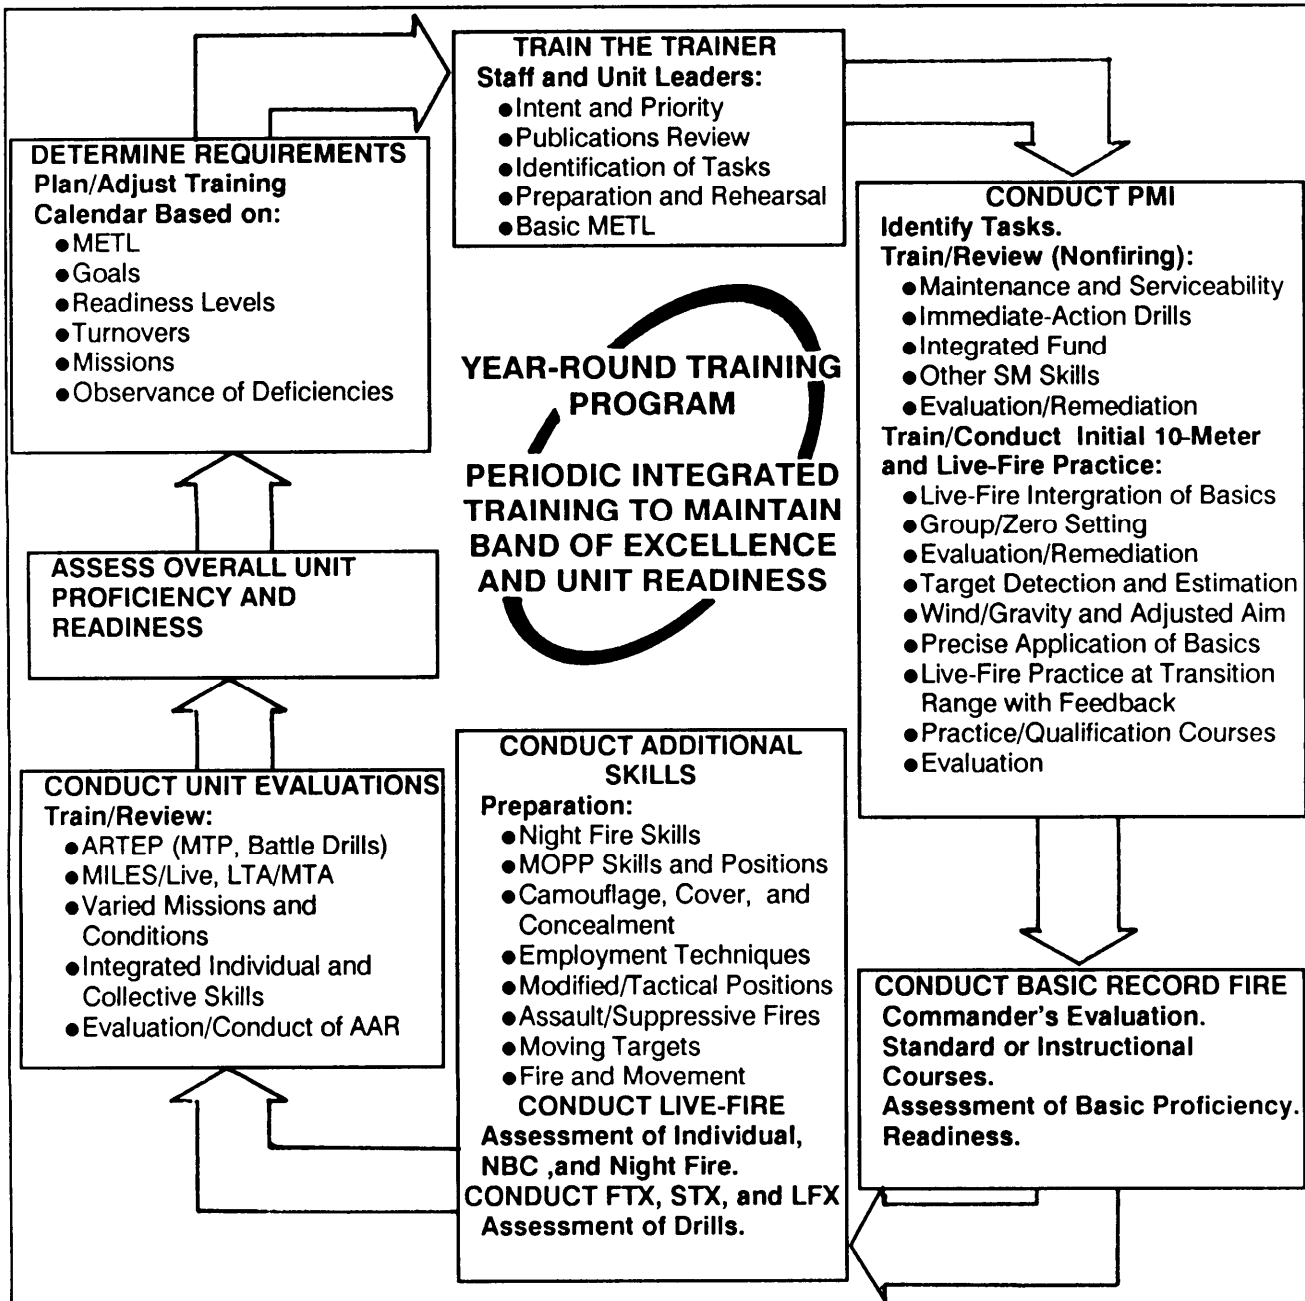 TRAIN THE TRAINER
Staff and Unit Leaders:
●Intent and Priority
●Publications Review
●Identification of Tasks
●Preparation and Rehearsal
●Basic METL
DETERMINE REQUIREMENTS
Plan/Adjust Training
Calendar Based on:
●METL
●Goals
●Readiness Levels
●Turnovers
●Missions
●Observance of Deficiencies
CONDUCT PMI
Identify Tasks.
Train/Review (Nonfiring):
●Maintenance and Serviceability
●Immediate-Action Drills
●Integrated Fund
●Other SM Skills
●Evaluation/Remediation
Train/Conduct Initial 10-Meter
and Live-Fire Practice:
●Live-Fire Intergration of Basics
●Group/Zero Setting
●Evaluation/Remediation
●Target Detection and Estimation
●Wind/Gravity and Adjusted Aim
●Precise Application of Basics
●Live-Fire Practice at Transition
Range with Feedback
●Practice/Qualification Courses
●Evaluation
YEAR-ROUND TRAINING
PROGRAM
PERIODIC INTEGRATED
TRAINING TO MAINTAIN
BAND OF EXCELLENCE
AND UNIT READINESS
ASSESS OVERALL UNIT
PROFICIENCY AND
READINESS
CONDUCT UNIT EVALUATIONS
Train/Review:
●ARTEP (MTP, Battle Drills)
●MILES/Live, LTA/MTA
●Varied Missions and
Conditions
●Integrated Individual and
Collective Skills
●Evaluation/Conduct of AAR
CONDUCT ADDITIONAL
SKILLS
Preparation:
●Night Fire Skills
●MOPP Skills and Positions
●Camouflage, Cover, and
Concealment
●Employment Techniques
●Modified/Tactical Positions
●Assault/Suppressive Fires
●Moving Targets
●Fire and Movement
CONDUCT LIVE-FIRE
Assessment of Individual,
NBC ,and Night Fire.
CONDUCT FTX, STX, and LFX
Assessment of Drills.
CONDUCT BASIC RECORD FIRE
Commander's Evaluation.
Standard or Instructional
Courses.
Assessment of Basic Proficiency.
Readiness.